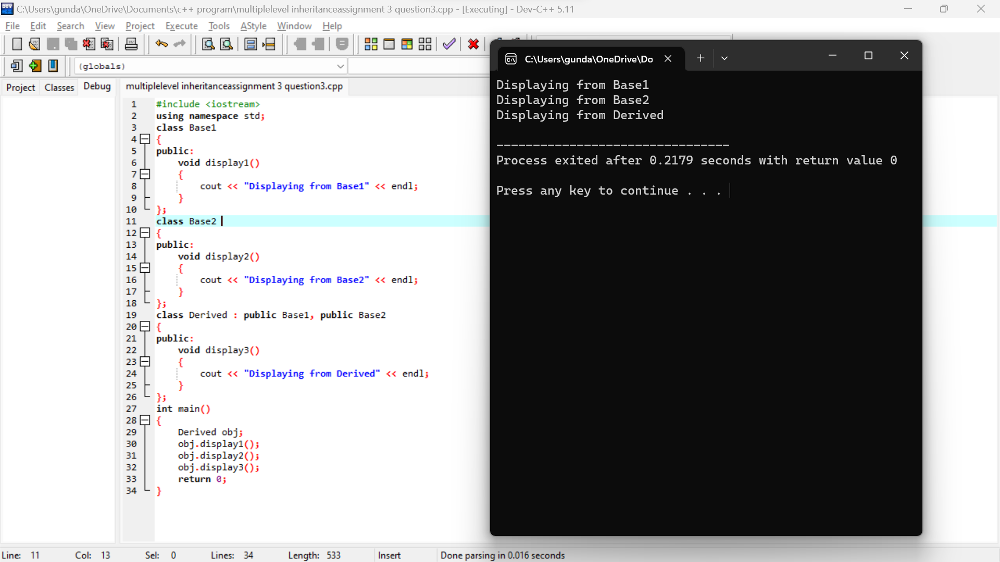 C:\Users\gunda\OneDrive\Documents\c++ program\multiplelevel inheritanceassignment 3 question3.cpp - [Executing] - Dev-C++ 5.11
File Edit Search View Project Execute Tools AStyle Window Help
(globals)
Project Classes Debug
multiplelevel inheritanceassignment 3 question3.cpp
1 #include <iostream>
2 using namespace std;
3 class Base1
4 {
5 public:
6 void display1()
7 {
8 cout << "Displaying from Base1" << endl;
9 }
10 };
11 class Base2
12 {
13 public:
14 void display2()
15 {
16 cout << "Displaying from Base2" << endl;
17 }
18 };
19 class Derived : public Base1, public Base2
20 {
21 public:
22 void display3()
23 {
24 cout << "Displaying from Derived" << endl;
25 }
26 };
27 int main()
28 {
29 Derived obj;
30 obj.display1();
31 obj.display2();
32 obj.display3();
33 return 0;
34 }
C:\Users\gunda\OneDrive\Do
Displaying from Base1
Displaying from Base2
Displaying from Derived
--------------------------------
Process exited after 0.2179 seconds with return value 0
Press any key to continue . . .
Line: 11 Col: 13 Sel: 0 Lines: 34 Length: 533 Insert Done parsing in 0.016 seconds